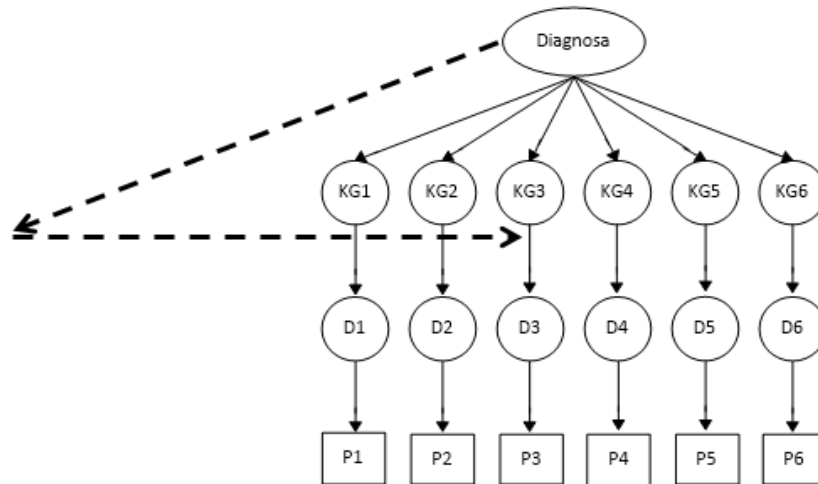 Diagnosa
KG1 KG2 KG3 KG4 KG5 KG6
D1 D2 D3 D4 D5 D6
P1 P2 P3 P4 P5 P6